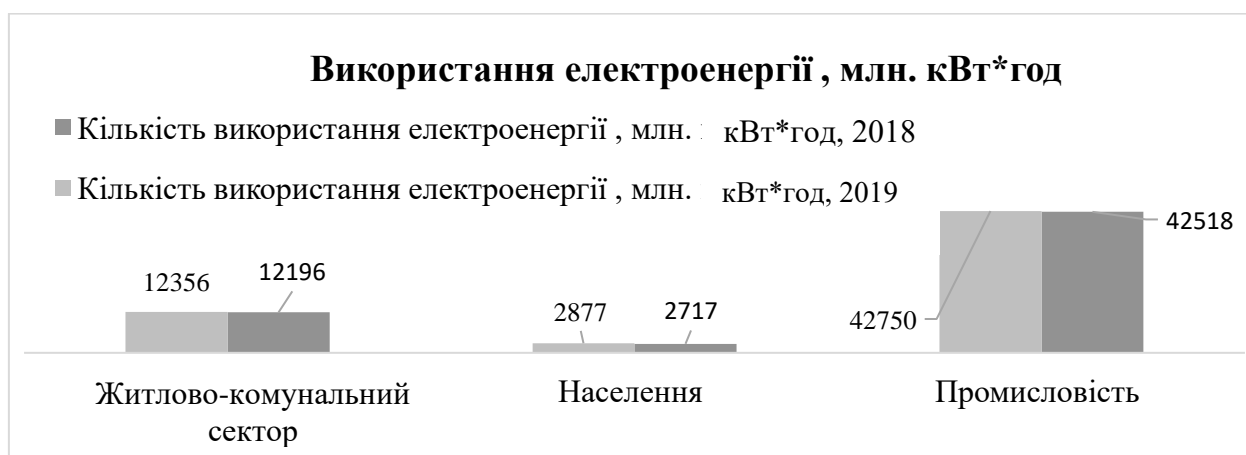 Використання електроенергії , млн. кВт*год
Кількість використання електроенергії , млн. кВт*год, 2018
Кількість використання електроенергії , млн. кВт*год, 2019
12356
12196
2877
2717
42750
42518
Житлово-комунальний
сектор
Населення
Промисловість